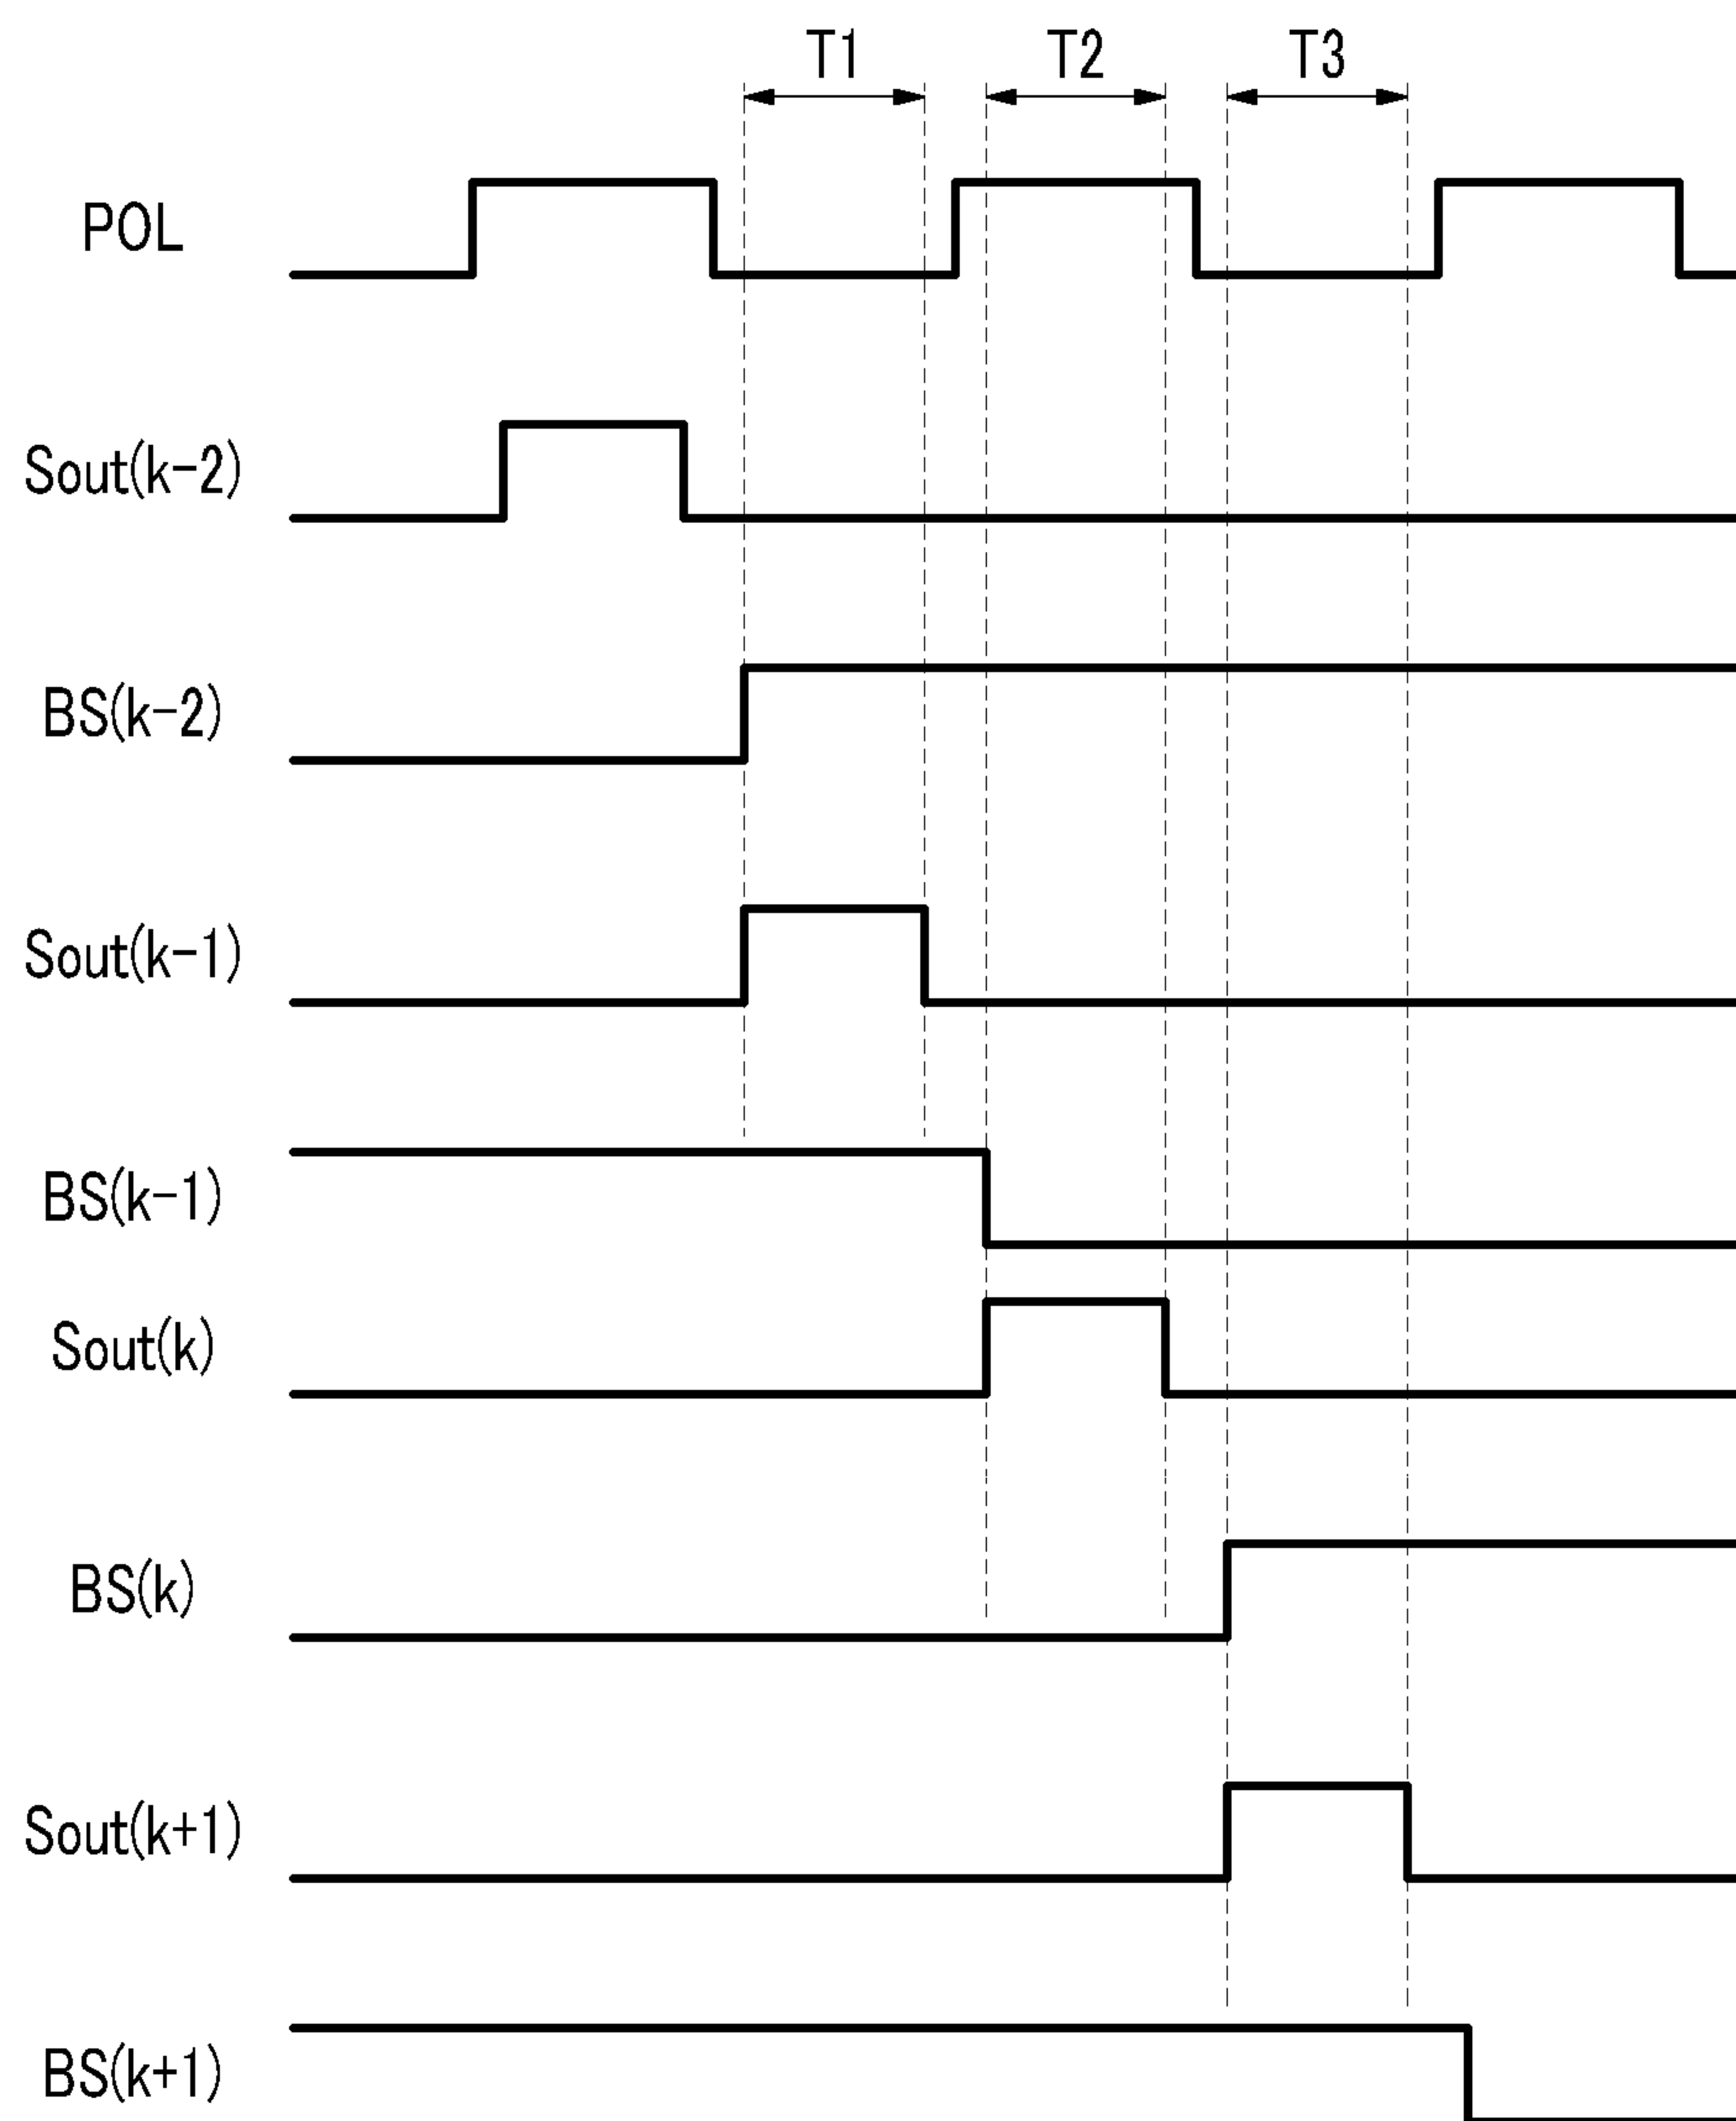 T1 T2 T3
POL
Sout(k-2)
BS(k-2)
Sout(k-1)
BS(k-1)
Sout(k)
BS(k)
Sout(k+1)
BS(k+1)